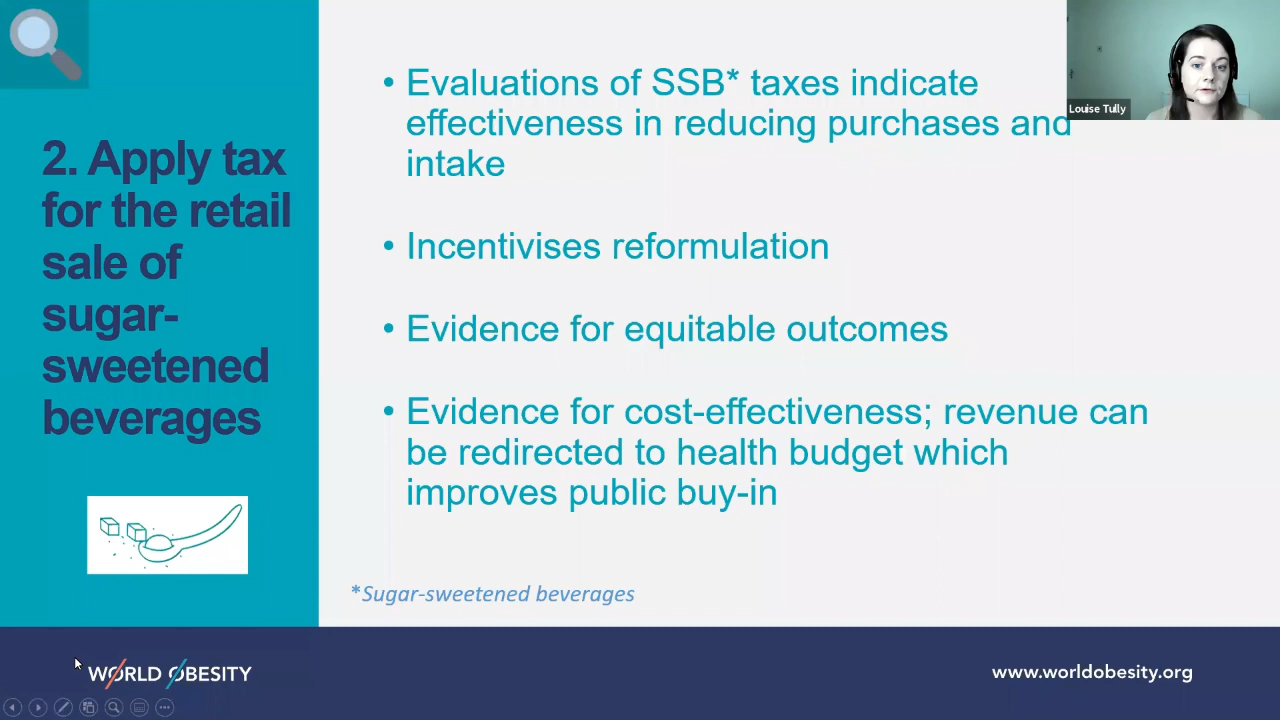 2. Apply tax
for the retail
sale of
sugar-
sweetened
beverages
• Evaluations of SSB* taxes indicate
effectiveness in reducing purchases and
intake
• Incentivises reformulation
• Evidence for equitable outcomes
• Evidence for cost-effectiveness; revenue can
be redirected to health budget which
improves public buy-in
*Sugar-sweetened beverages
Louise Tully
WORLD OBESITY
www.worldobesity.org